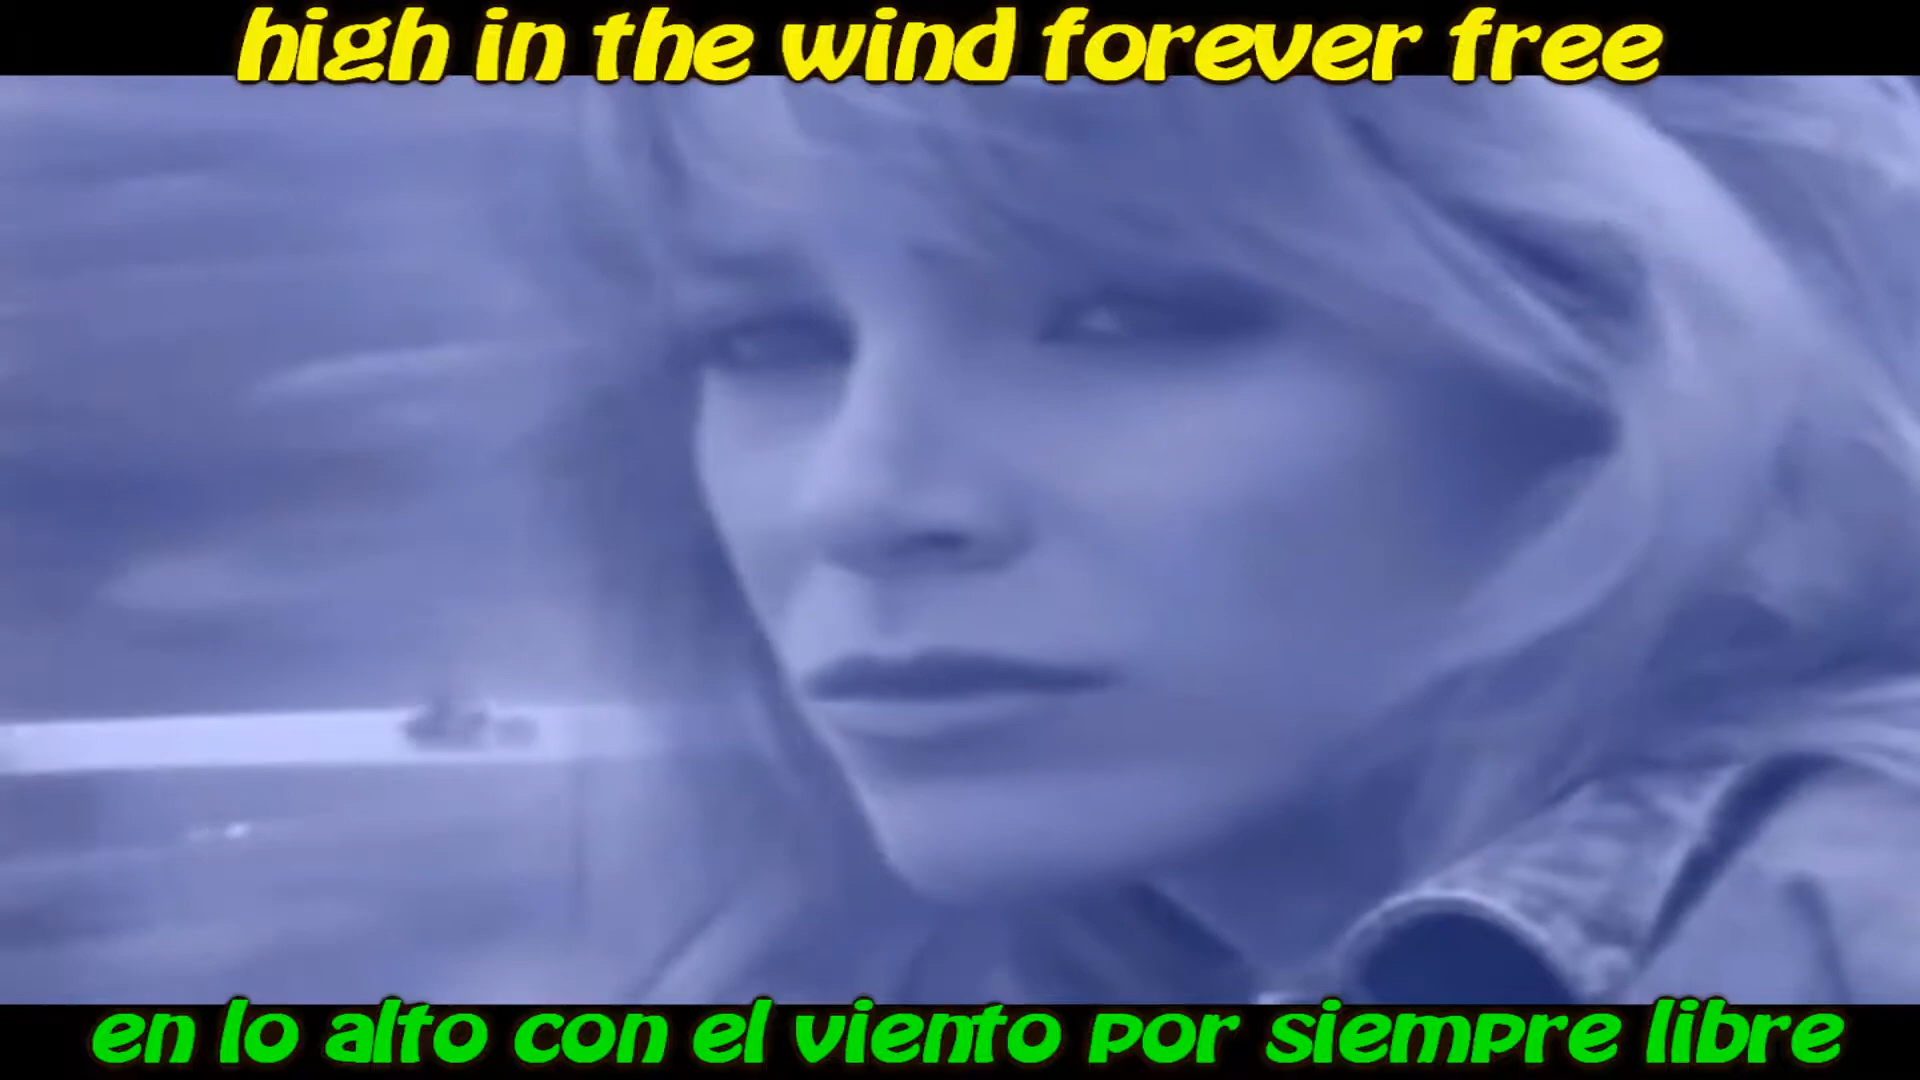 high in the wind forever free
en lo alto con el viento por siempre libre